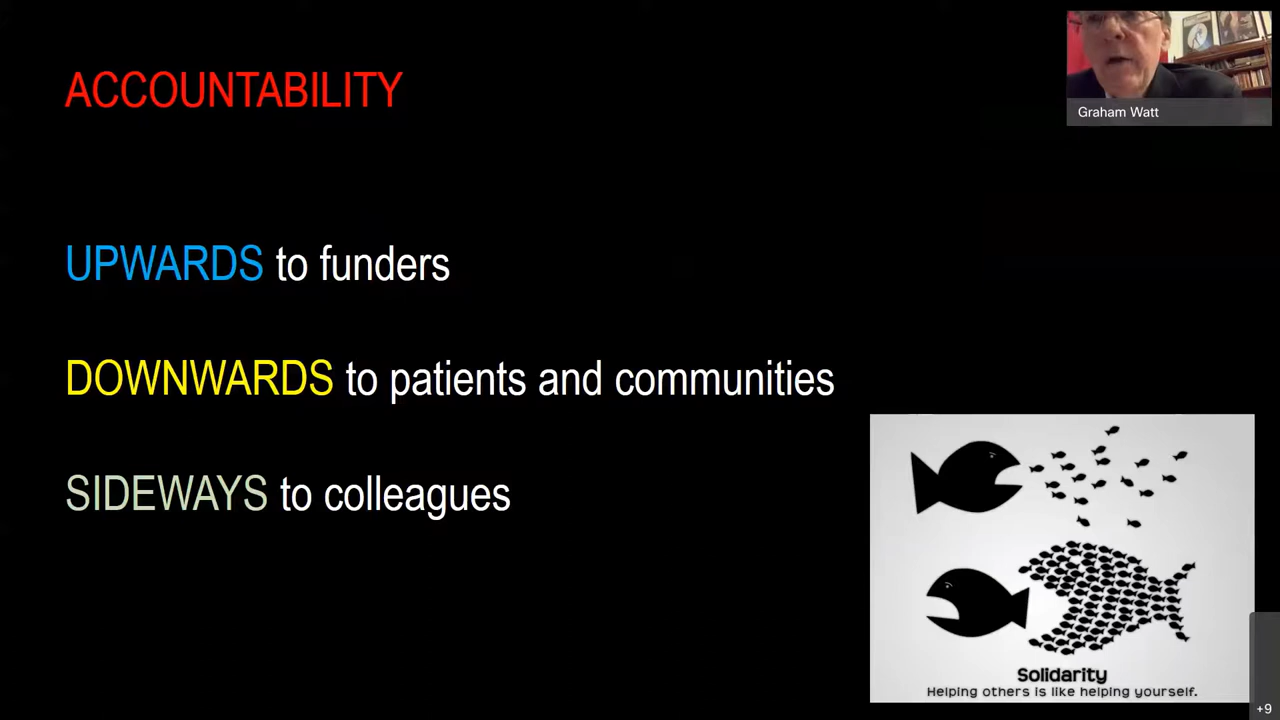 ACCOUNTABILITY
Graham Watt
UPWARDS to funders
DOWNWARDS to patients and communities
SIDEWAYS to colleagues
Solidarity
Helping others is like helping yourself.
+9